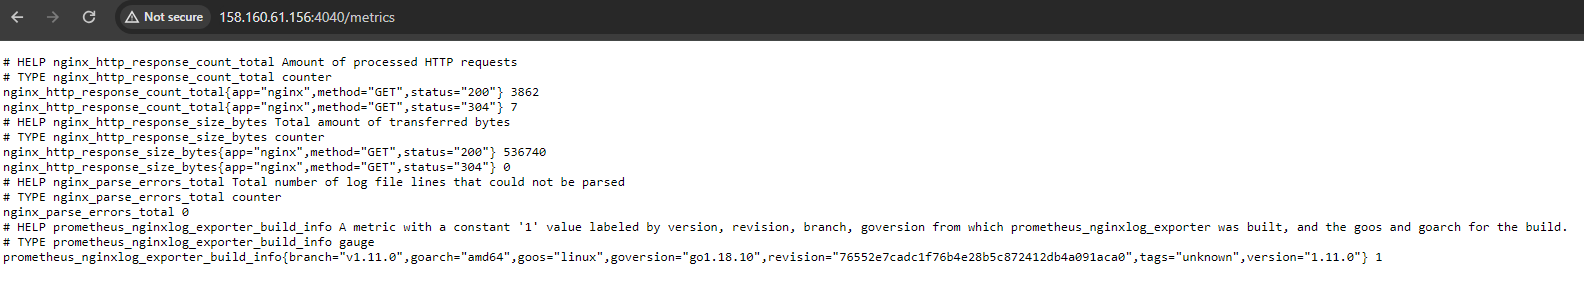 Not secure 158.160.61.156:4040/metrics
# HELP nginx_http_response_count_total Amount of processed HTTP requests
# TYPE nginx_http_response_count_total counter
nginx_http_response_count_total{app="nginx",method="GET",status="200"} 3862
nginx_http_response_count_total{app="nginx",method="GET",status="304"} 7
# HELP nginx_http_response_size_bytes Total amount of transferred bytes
# TYPE nginx_http_response_size_bytes counter
nginx_http_response_size_bytes{app="nginx",method="GET",status="200"} 536740
nginx_http_response_size_bytes{app="nginx",method="GET",status="304"} 0
# HELP nginx_parse_errors_total Total number of log file lines that could not be parsed
# TYPE nginx_parse_errors_total counter
nginx_parse_errors_total 0
# HELP prometheus_nginxlog_exporter_build_info A metric with a constant '1' value labeled by version, revision, branch, goversion from which prometheus_nginxlog_exporter was built, and the goos and goarch for the build.
# TYPE prometheus_nginxlog_exporter_build_info gauge
prometheus_nginxlog_exporter_build_info{branch="v1.11.0",goarch="amd64",goos="linux",goversion="go1.18.10",revision="76552e7cadc1f76b4e28b5c872412db4a091aca0",tags="unknown",version="1.11.0"} 1